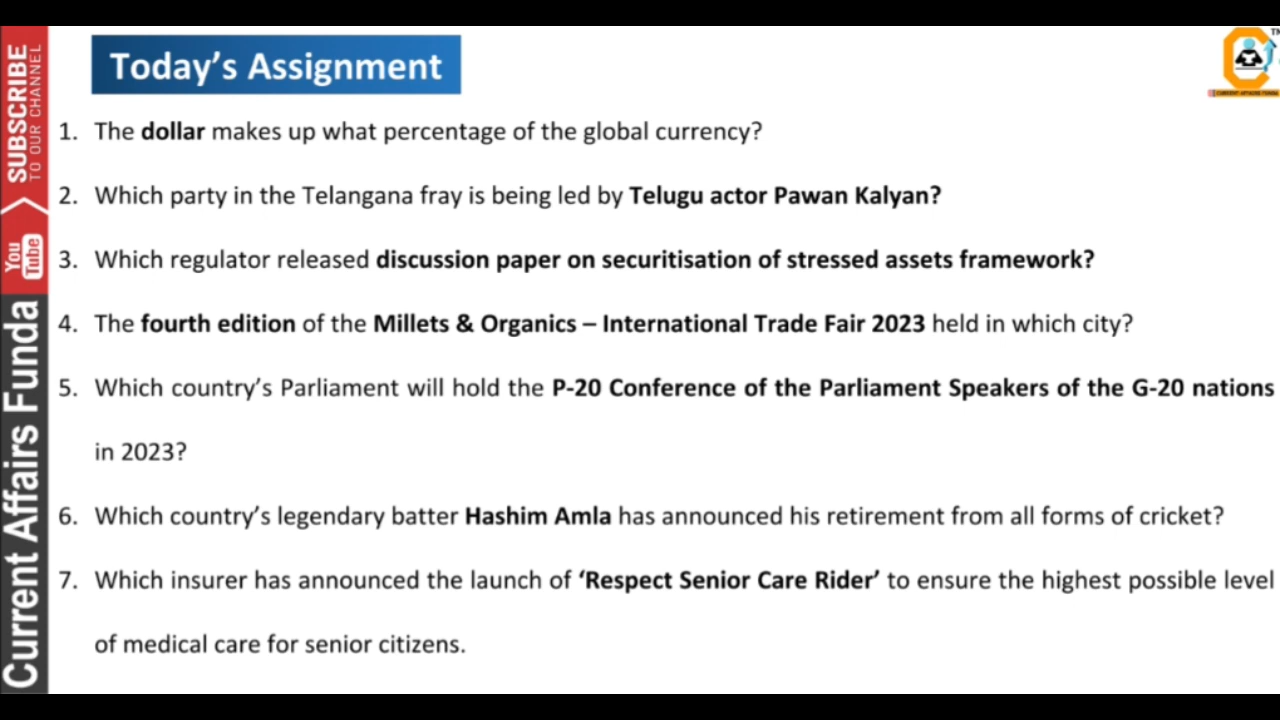 Today's Assignment
1. The dollar makes up what percentage of the global currency?
2. Which party in the Telangana fray is being led by Telugu actor Pawan Kalyan?
3. Which regulator released discussion paper on securitisation of stressed assets framework?
4. The fourth edition of the Millets & Organics – International Trade Fair 2023 held in which city?
5. Which country's Parliament will hold the P-20 Conference of the Parliament Speakers of the G-20 nations
in 2023?
6. Which country's legendary batter Hashim Amla has announced his retirement from all forms of cricket?
7. Which insurer has announced the launch of 'Respect Senior Care Rider' to ensure the highest possible level
of medical care for senior citizens.
SUBSCRIBE
TO OUR CHANNEL
You
Tube
Current Affairs Funda
CURRENT AFFAIRS FUNDA